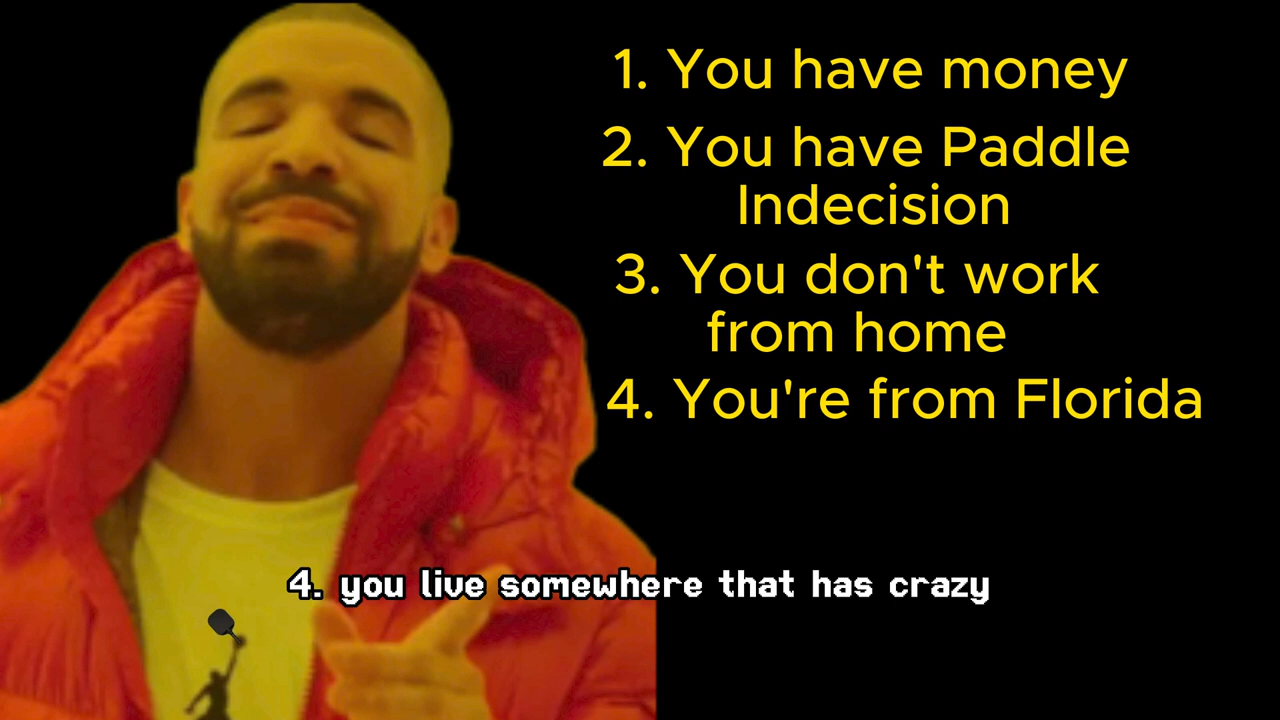 1. You have money
2. You have Paddle
Indecision
3. You don't work
from home
4. You're from Florida
4. you live somewhere that has crazy